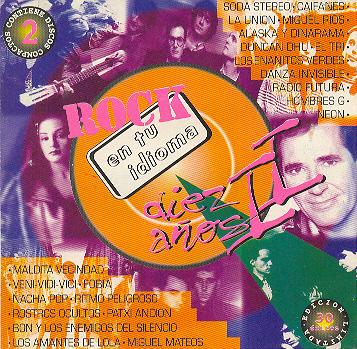 CONTIENE DISCOS COMPACTOS
2
SODA STEREO·CAIFANES·
LA UNION·MIGUEL RIOS·
ALASKA Y DINARAMA·
DUNCAN DHU·EL TRI·
LOS ENANITOS VERDES·
DANZA INVISIBLE·
RADIO FUTURA·
HOMBRES G·
NEON·
ROCK
en tu
idioma
diez
años II
·MALDITA VECINDAD·
·VENI·VIDI·VICI·FOBIA·
·NACHA POP·RITMO PELIGROSO·
·ROSTROS OCULTOS·PATXI ANDION·
·BON Y LOS ENEMIGOS DEL SILENCIO·
·LOS AMANTES DE LOLA·MIGUEL MATEOS·
EDICION LIMITADA
30
EXITOS